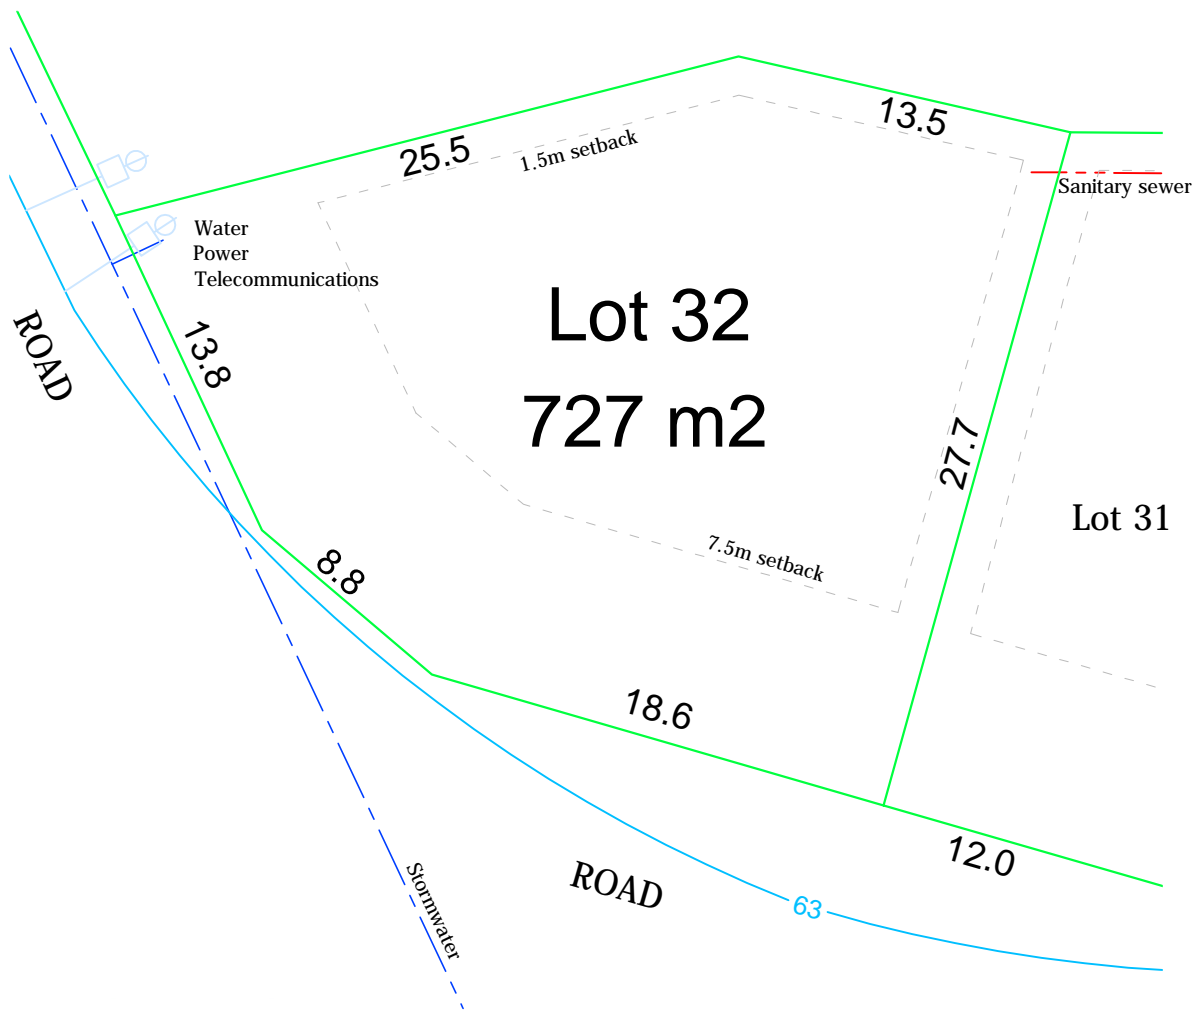 13.5
25.5
1.5m setback
Sanitary sewer
Water
Power
Telecommunications
ROAD
13.8
Lot 32
727 m2
27.7
Lot 31
7.5m setback
8.8
18.6
12.0
ROAD
63
Stormwater